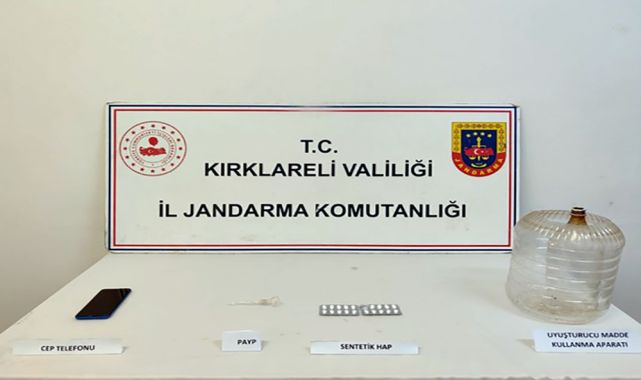 T.C.
KIRKLARELİ VALİLİĞİ
İL JANDARMA KOMUTANLIĞI
JANDARMA
CEP TELEFONU
PAYP
SENTETİK HAP
UYUŞTURUCU MADDE
KULLANMA APARATI